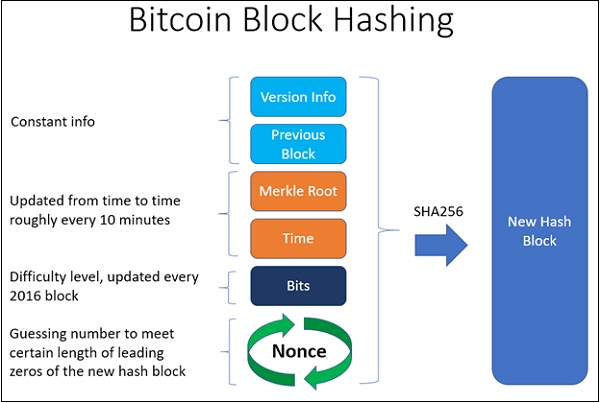 Bitcoin Block Hashing
Constant info
Version Info
Previous
Block
Updated from time to time
roughly every 10 minutes
Merkle Root
Time
Difficulty level, updated every
2016 block
Bits
Guessing number to meet
certain length of leading
zeros of the new hash block
Nonce
SHA256
New Hash
Block